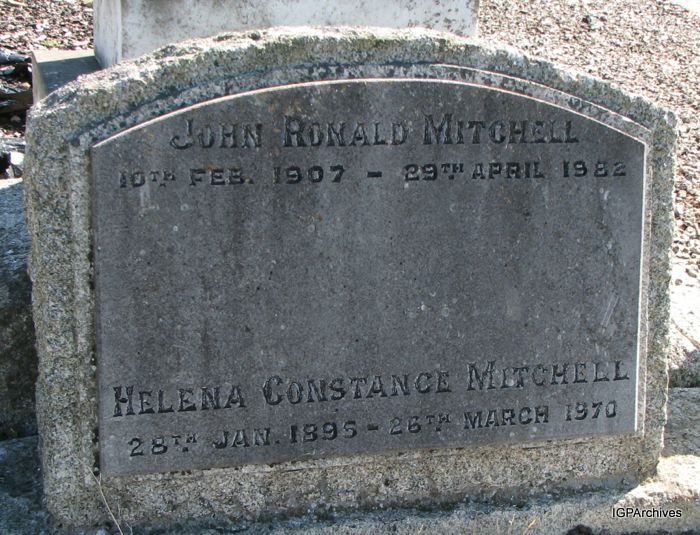 John Ronald Mitchell
10TH FEB. 1907 - 29TH APRIL 1982
Helena Constance Mitchell
28TH JAN. 1895 - 26TH MARCH 1970
IGPArchives